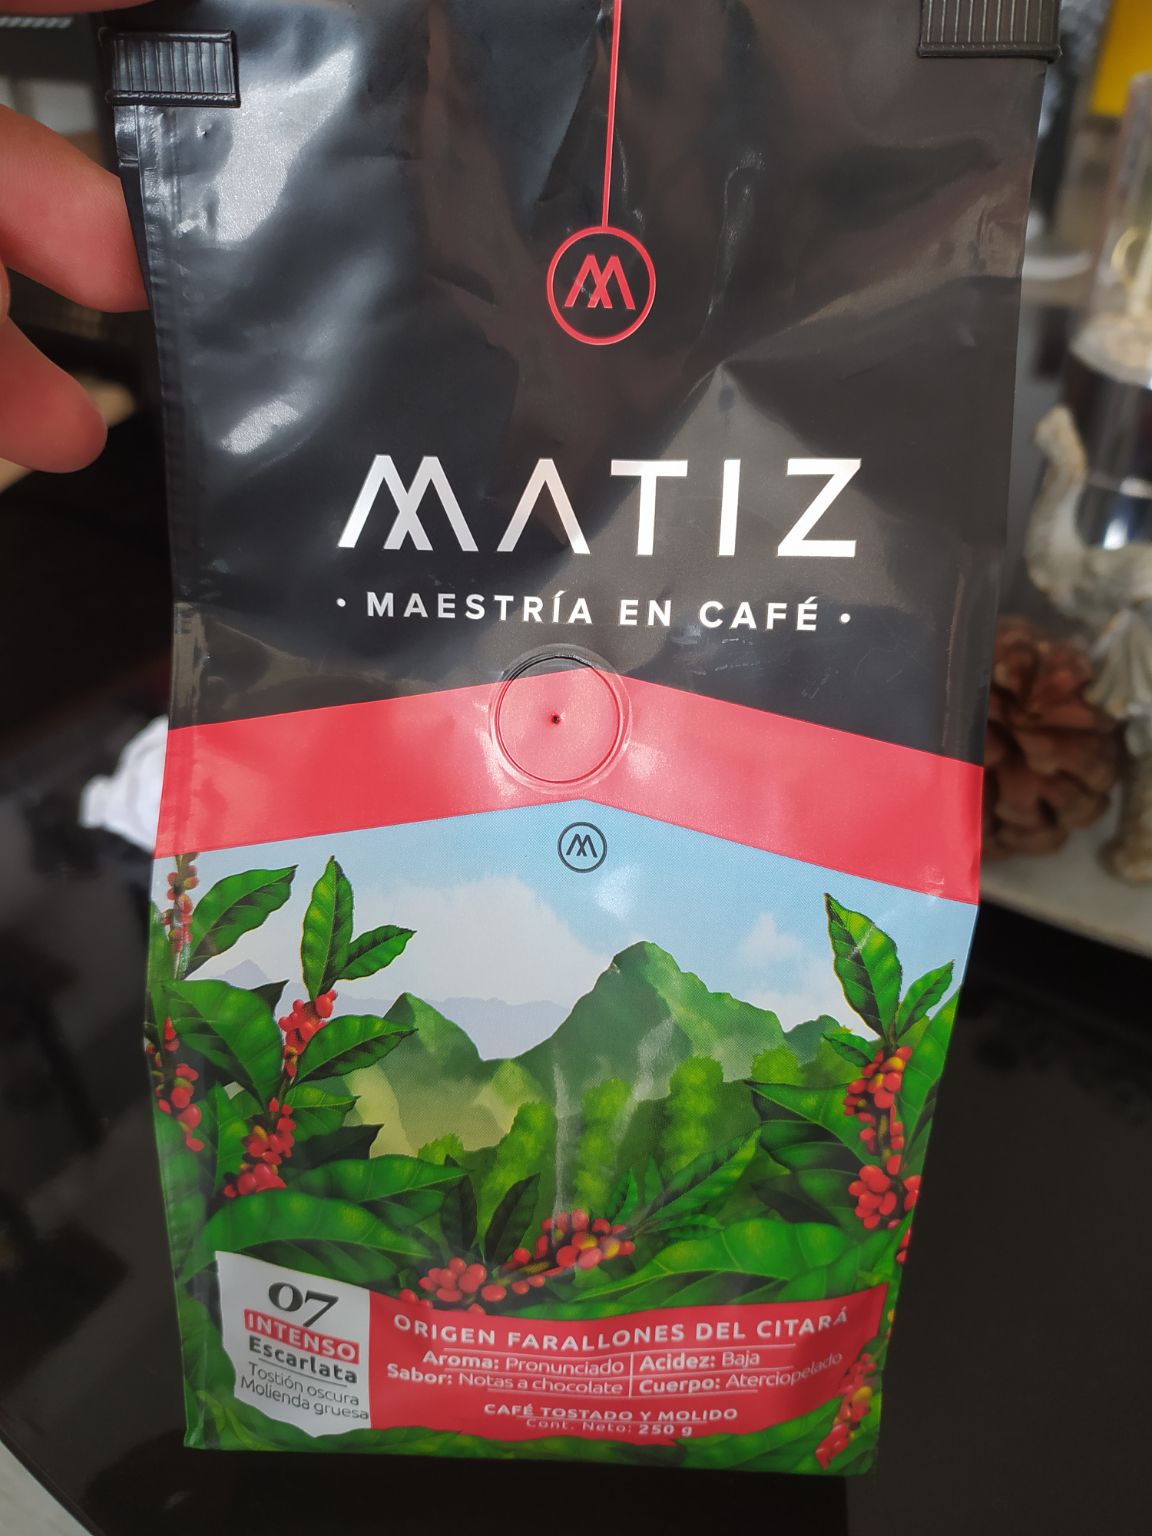 MATIZ
· MAESTRÍA EN CAFÉ ·
07
INTENSO
Escarlata
Tostión oscura
Molienda gruesa
ORIGEN FARALLONES DEL CITARÁ
Aroma: Pronunciado | Acidez: Baja
Sabor: Notas a chocolate | Cuerpo: Aterciopelado
CAFÉ TOSTADO Y MOLIDO
Cont. Neto: 250 g